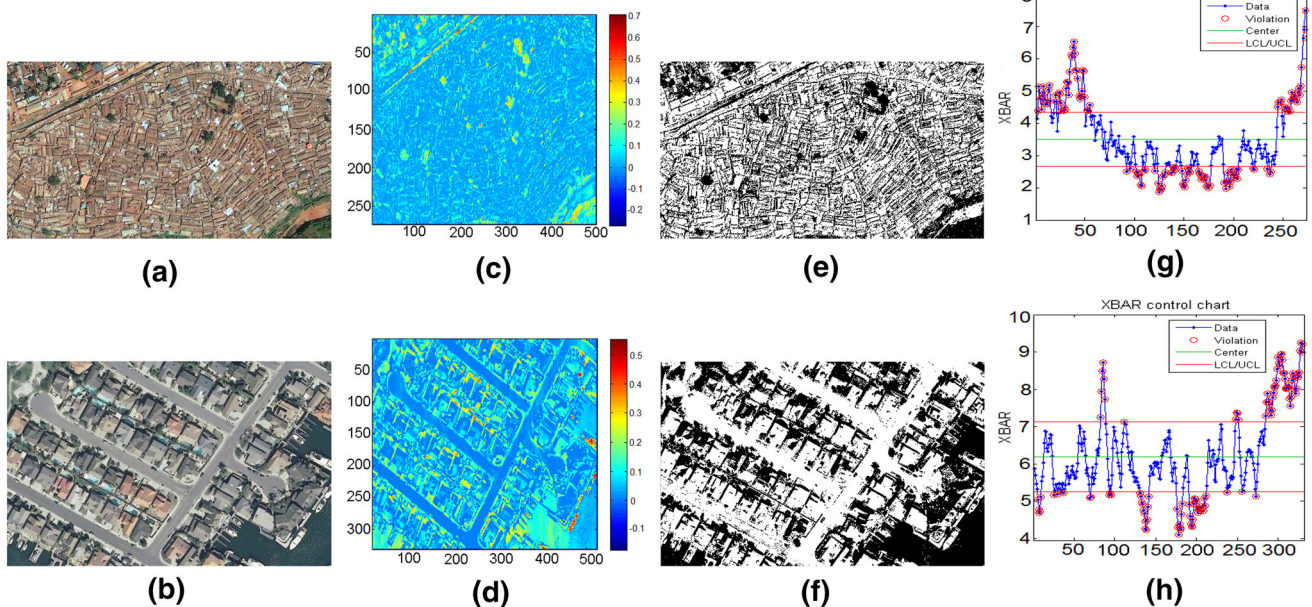 0.7
0.6
0.5
0.4
0.3
0.2
0.1
0
-0.1
-0.2
50
100
150
200
250
100 200 300 400 500
8
7
6
5
4
3
2
1
XBAR
Data
Violation
Center
LCL/UCL
50 100 150 200 250
(a)
(c)
(e)
(g)
0.5
0.4
0.3
0.2
0.1
0
-0.1
50
100
150
200
250
300
100 200 300 400 500
XBAR control chart
10
9
8
7
6
5
4
XBAR
Data
Violation
Center
LCL/UCL
50 100 150 200 250 300
(b)
(d)
(f)
(h)